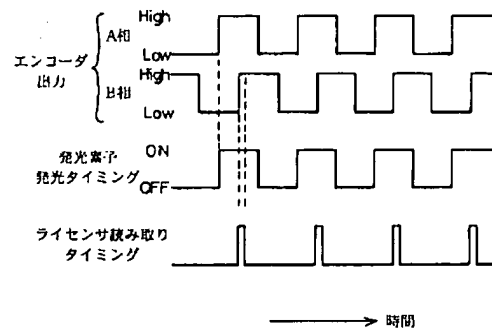 High
A相
Low
エンコーダ
出力
High
B相
Low
発光素子
発光タイミング
ON
OFF
ライセンサ読み取り
タイミング
時間